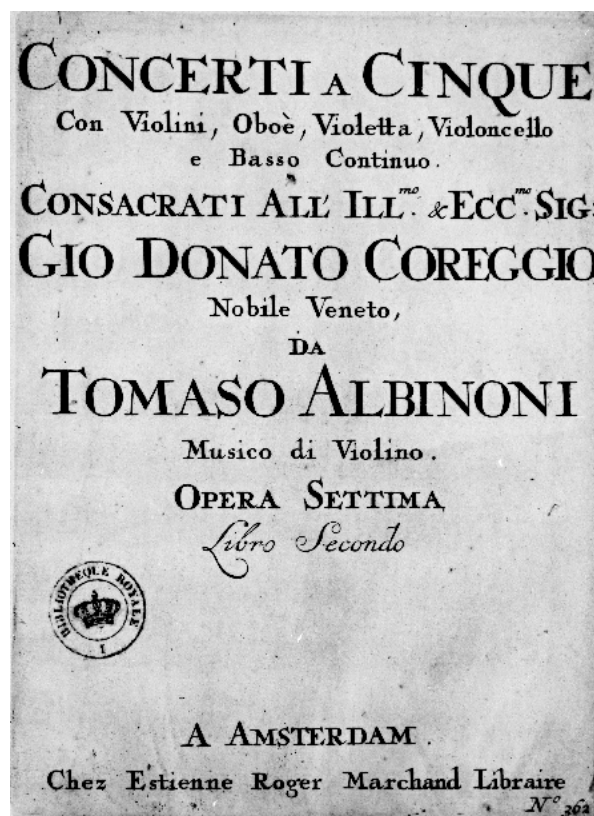 CONCERTI A CINQUE
Con Violini, Oboè, Violetta, Violoncello
e Basso Continuo.
CONSACRATI ALL' ILL.mo & ECC.mo SIG:
GIO DONATO COREGGIO
Nobile Veneto,
DA
TOMASO ALBINONI
Musico di Violino.
OPERA SETTIMA
Libro Secondo
BIBLIOTHEQUE ROYALE
I
A AMSTERDAM.
Chez Estienne Roger Marchand Libraire
No. 362